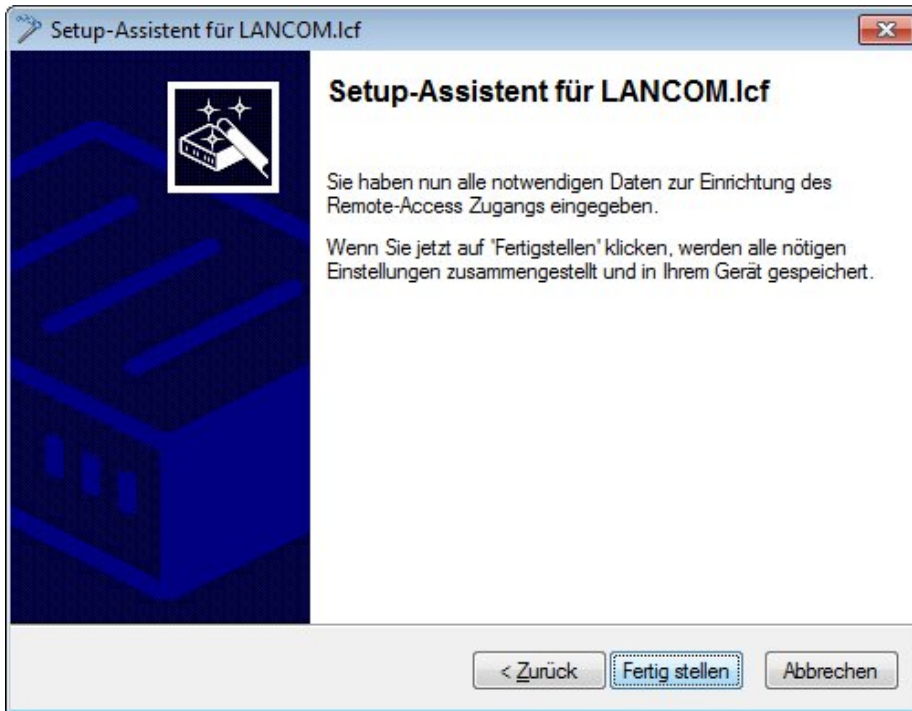 Setup-Assistent für LANCOM.lcf
Setup-Assistent für LANCOM.lcf
Sie haben nun alle notwendigen Daten zur Einrichtung des
Remote-Access Zugangs eingegeben.
Wenn Sie jetzt auf 'Fertigstellen' klicken, werden alle nötigen
Einstellungen zusammengestellt und in Ihrem Gerät gespeichert.
< Zurück Fertig stellen Abbrechen